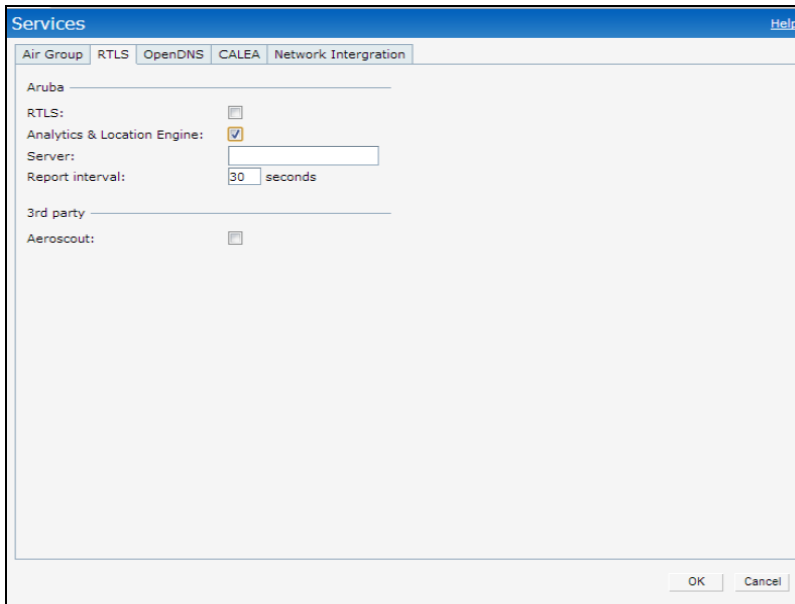 Services
Help
Air Group
RTLS
OpenDNS
CALEA
Network Intergration
Aruba
RTLS:
Analytics & Location Engine:
Server:
Report interval: 30 seconds
3rd party
Aeroscout:
OK
Cancel